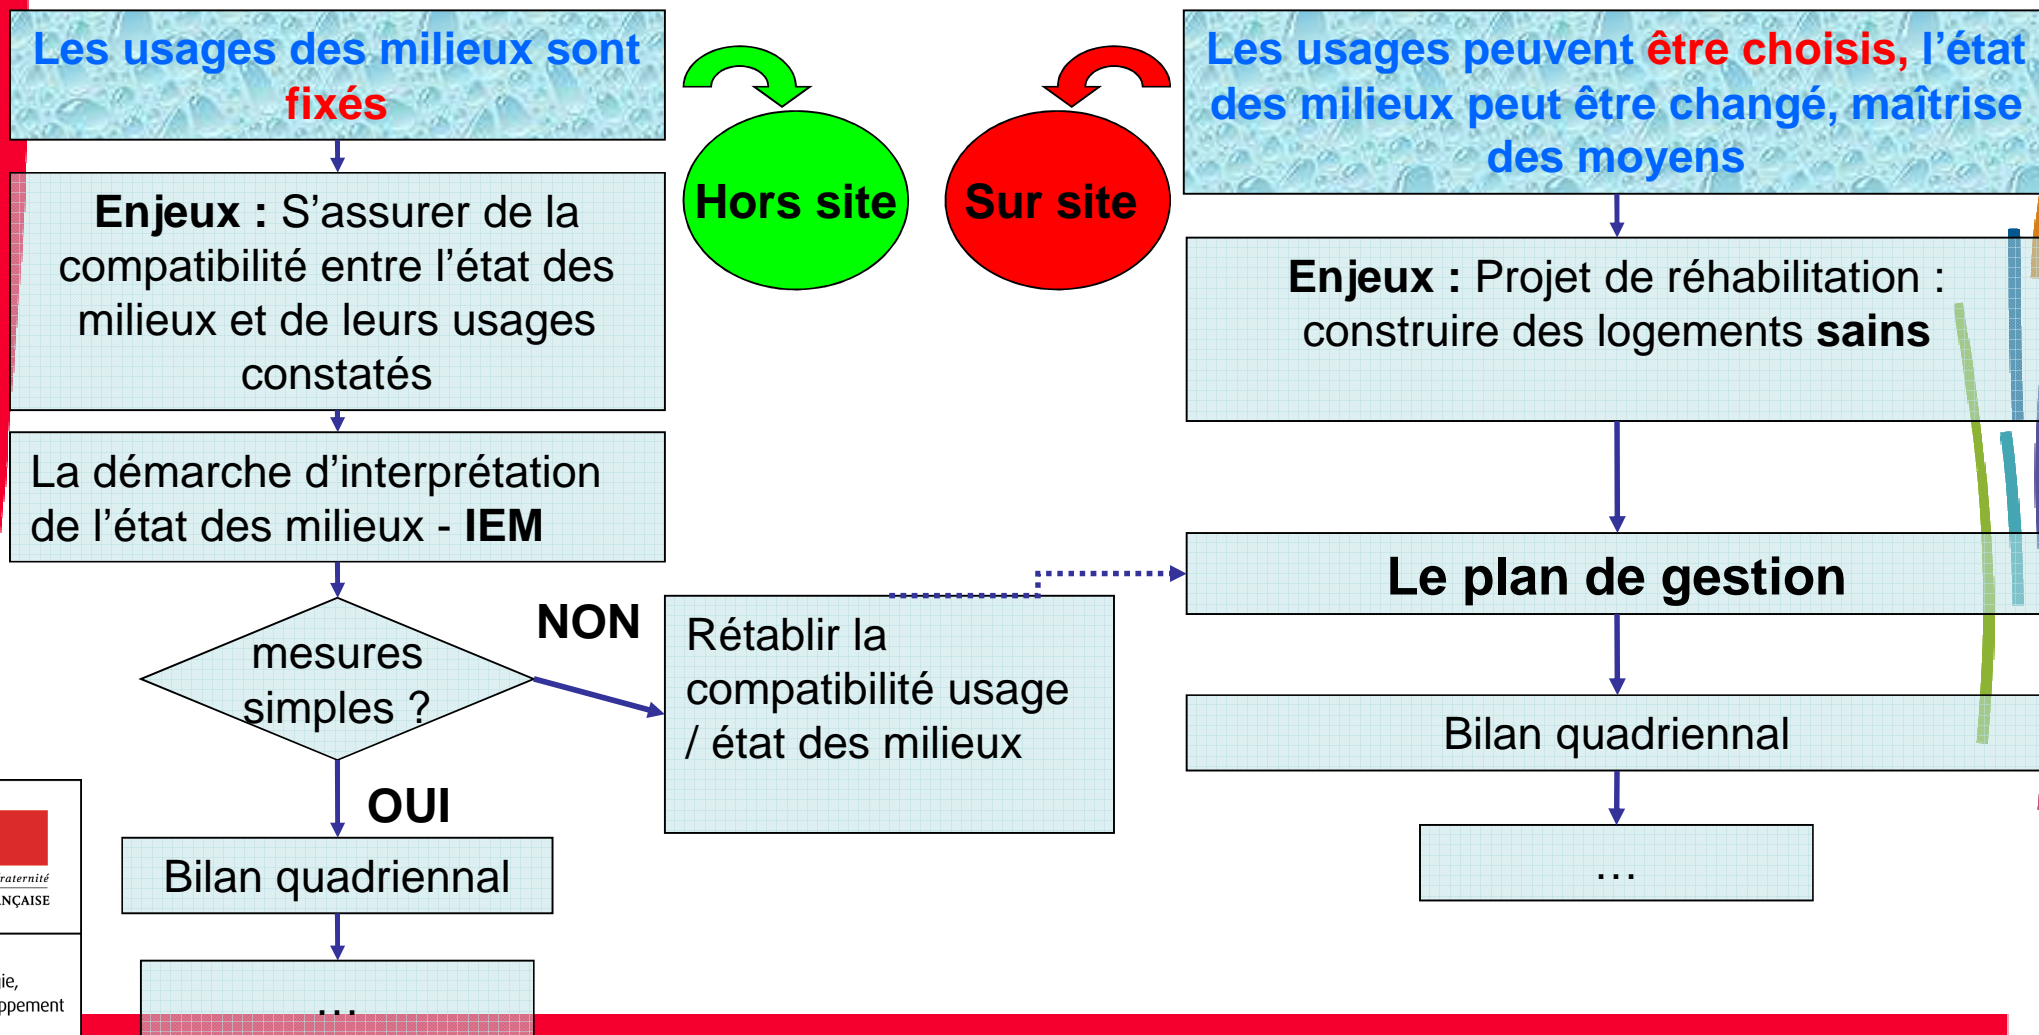 Les usages des milieux sont
fixés
Enjeux : S’assurer de la
compatibilité entre l’état des
milieux et de leurs usages
constatés
La démarche d’interprétation
de l’état des milieux - IEM
mesures
simples ?
NON
OUI
Bilan quadriennal
…
Rétablir la
compatibilité usage
/ état des milieux
Hors site
Sur site
Les usages peuvent être choisis, l’état
des milieux peut être changé, maîtrise
des moyens
Enjeux : Projet de réhabilitation :
construire des logements sains
Le plan de gestion
Bilan quadriennal
…